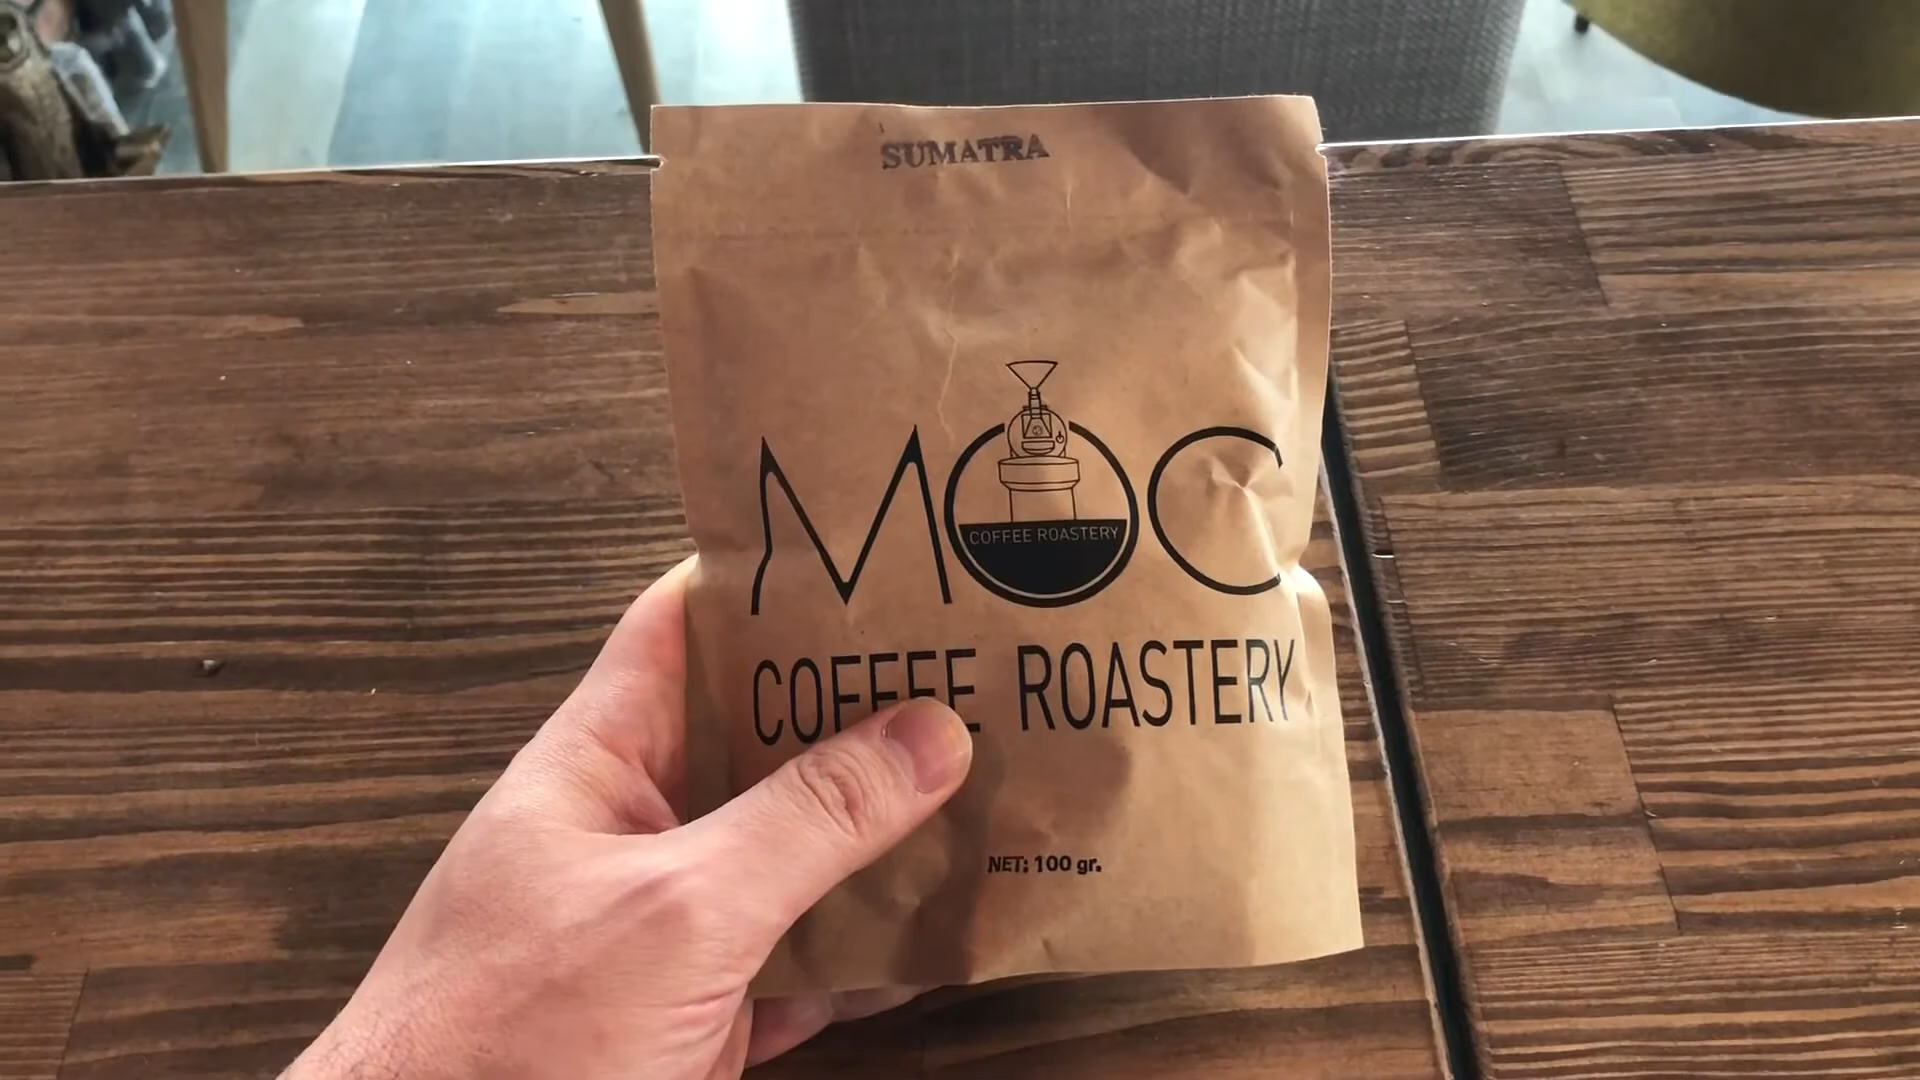 SUMATRA
MOC
COFFEE ROASTERY
COFFEE ROASTERY
NET: 100 gr.